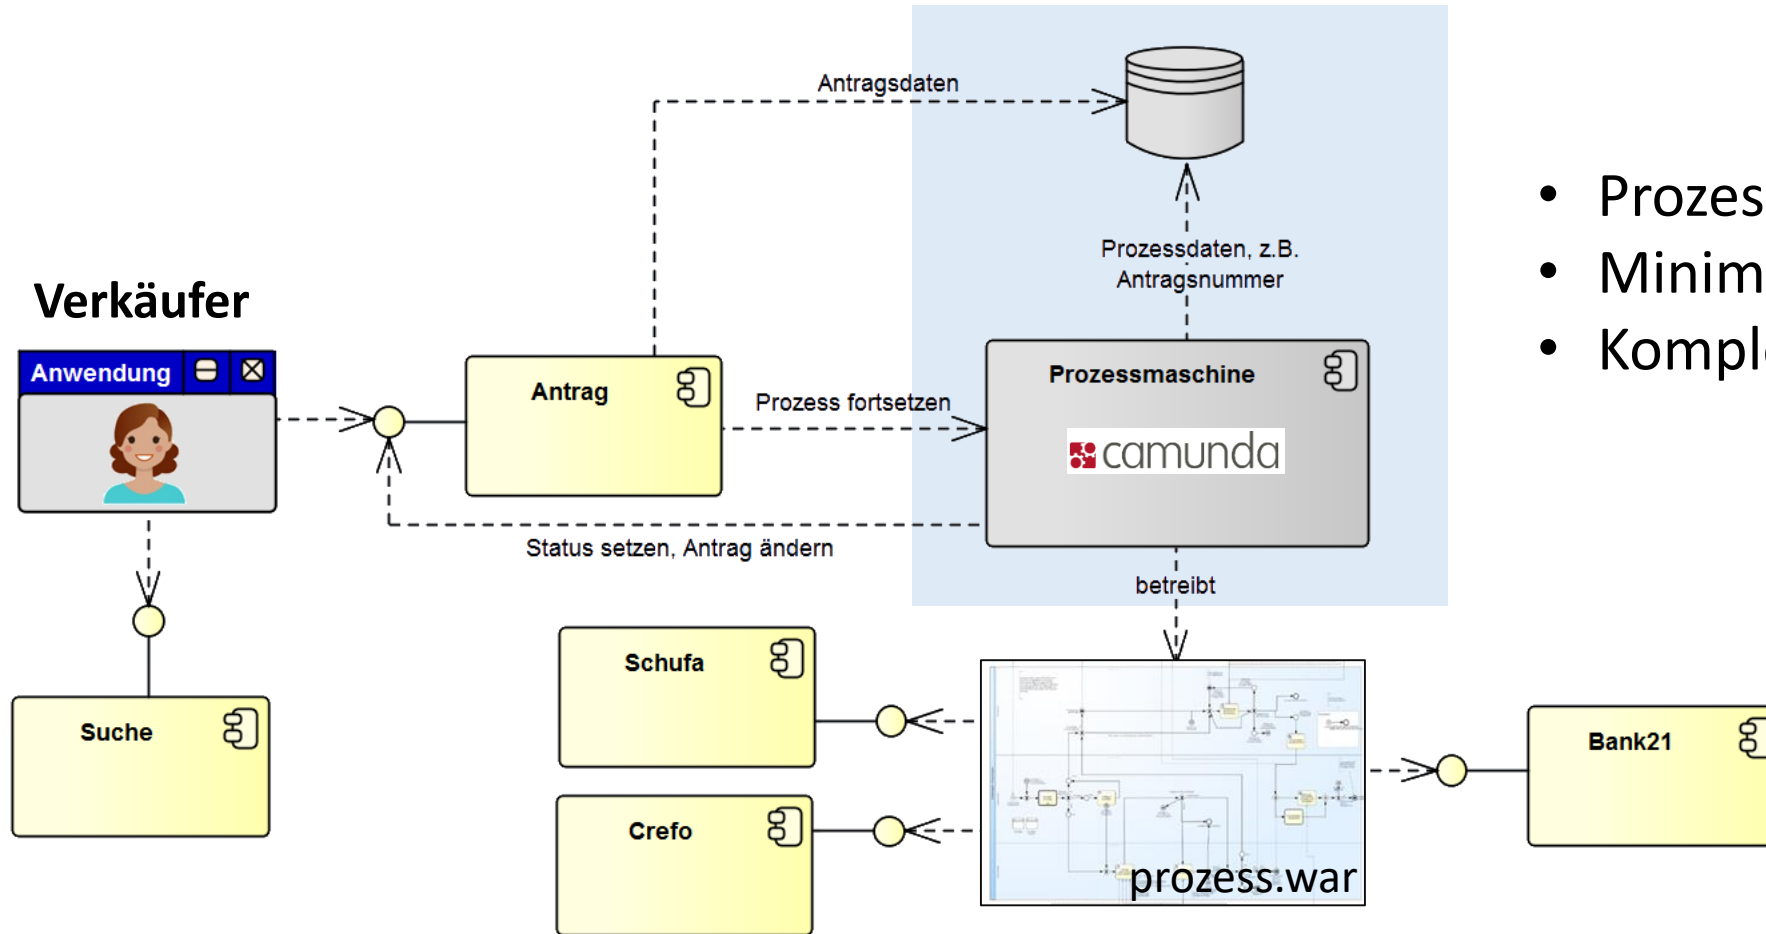 Antragsdaten
Prozessdaten, z.B.
Antragsnummer
• Prozes
• Minim
• Kompl
Verkäufer
Anwendung
Antrag
Prozess fortsetzen
Prozessmaschine
camunda
Status setzen, Antrag ändern
betreibt
Schufa
Suche
Bank21
Crefo
prozess.war